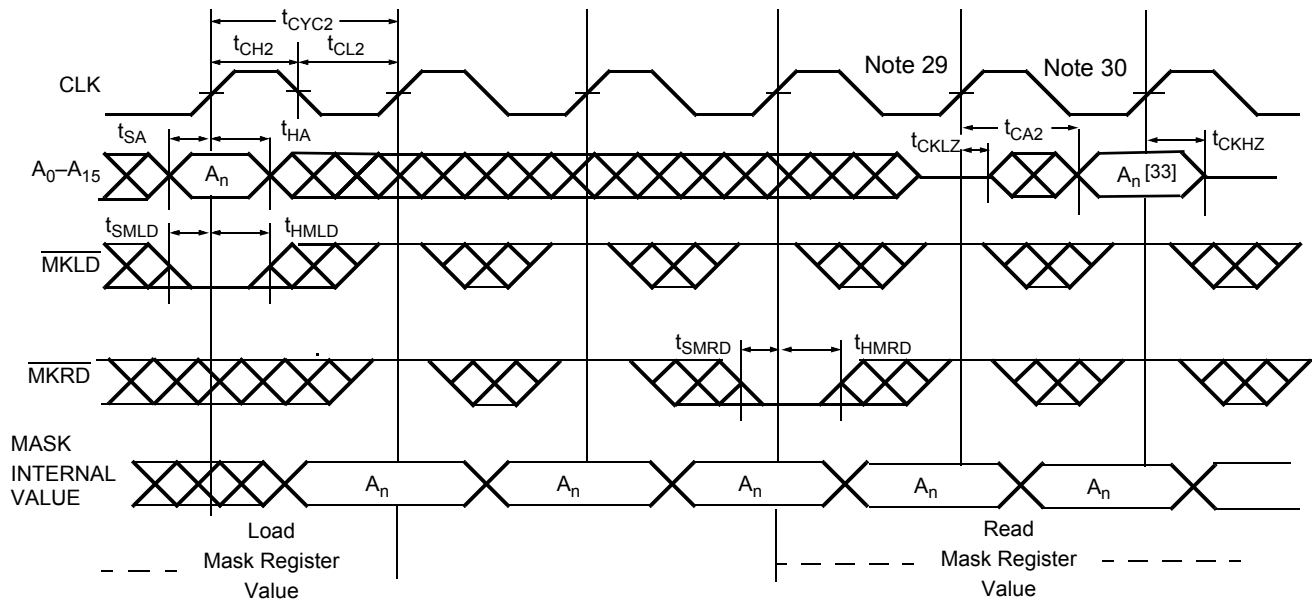 tCYC2
tCH2 tCL2
Note 29 Note 30
CLK
tSA tHA tCKLZ tCA2 tCKHZ
A0–A15 An An [33]
tSMLD tHMLD
MKLD
tSMRD tHMRD
MKRD
MASK
INTERNAL
VALUE
An An An An An
Load Read
Mask Register Mask Register
Value Value